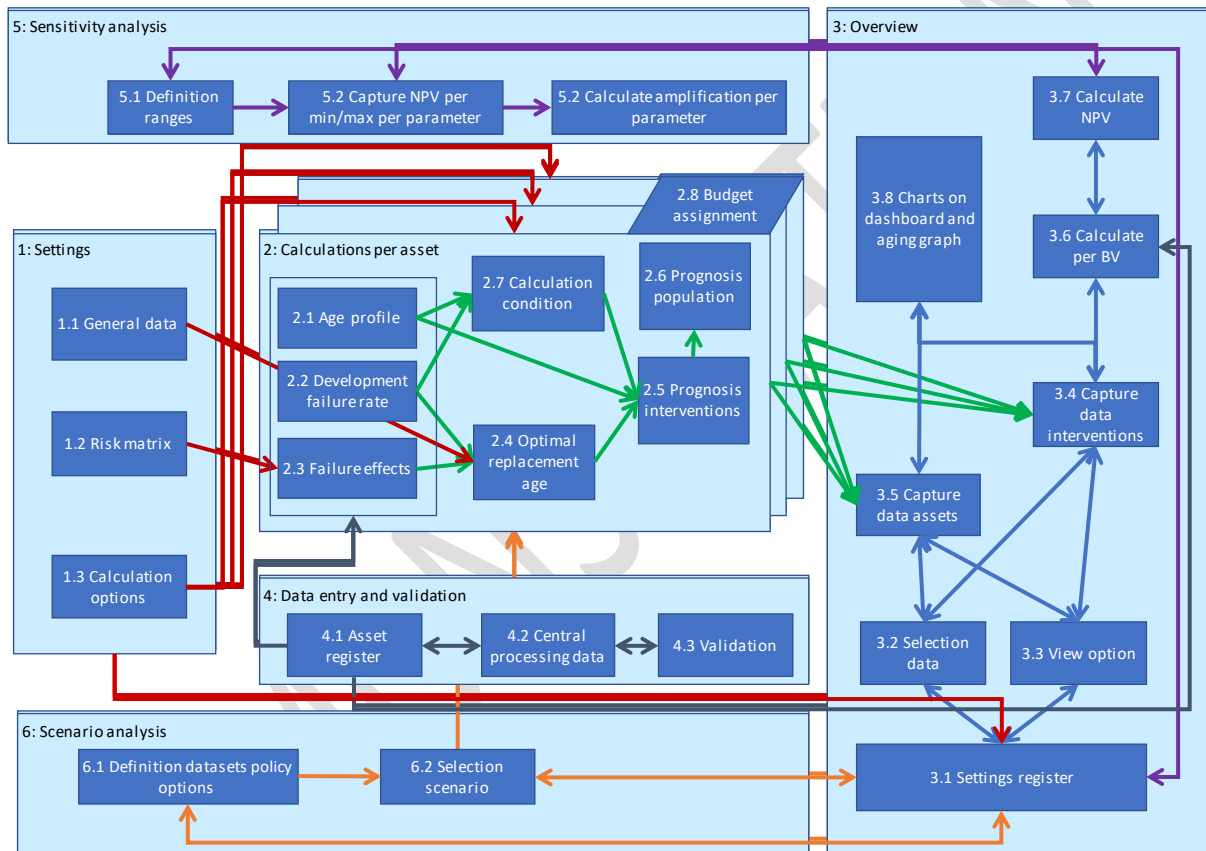 5: Sensitivity analysis
5.1 Definition
ranges
5.2 Capture NPV per
min/max per parameter
5.2 Calculate amplification per
parameter
3: Overview
3.7 Calculate
NPV
3.8 Charts on
dashboard and
aging graph
3.6 Calculate
per BV
3.4 Capture
data
interventions
3.5 Capture
data assets
3.2 Selection
data
3.3 View option
3.1 Settings register
1: Settings
1.1 General data
1.2 Risk matrix
1.3 Calculation
options
2.8 Budget
assignment
2: Calculations per asset
2.1 Age profile
2.2 Development
failure rate
2.3 Failure effects
2.7 Calculation
condition
2.4 Optimal
replacement
age
2.6 Prognosis
population
2.5 Prognosis
interventions
4: Data entry and validation
4.1 Asset
register
4.2 Central
processing data
4.3 Validation
6: Scenario analysis
6.1 Definition datasets policy
options
6.2 Selection
scenario